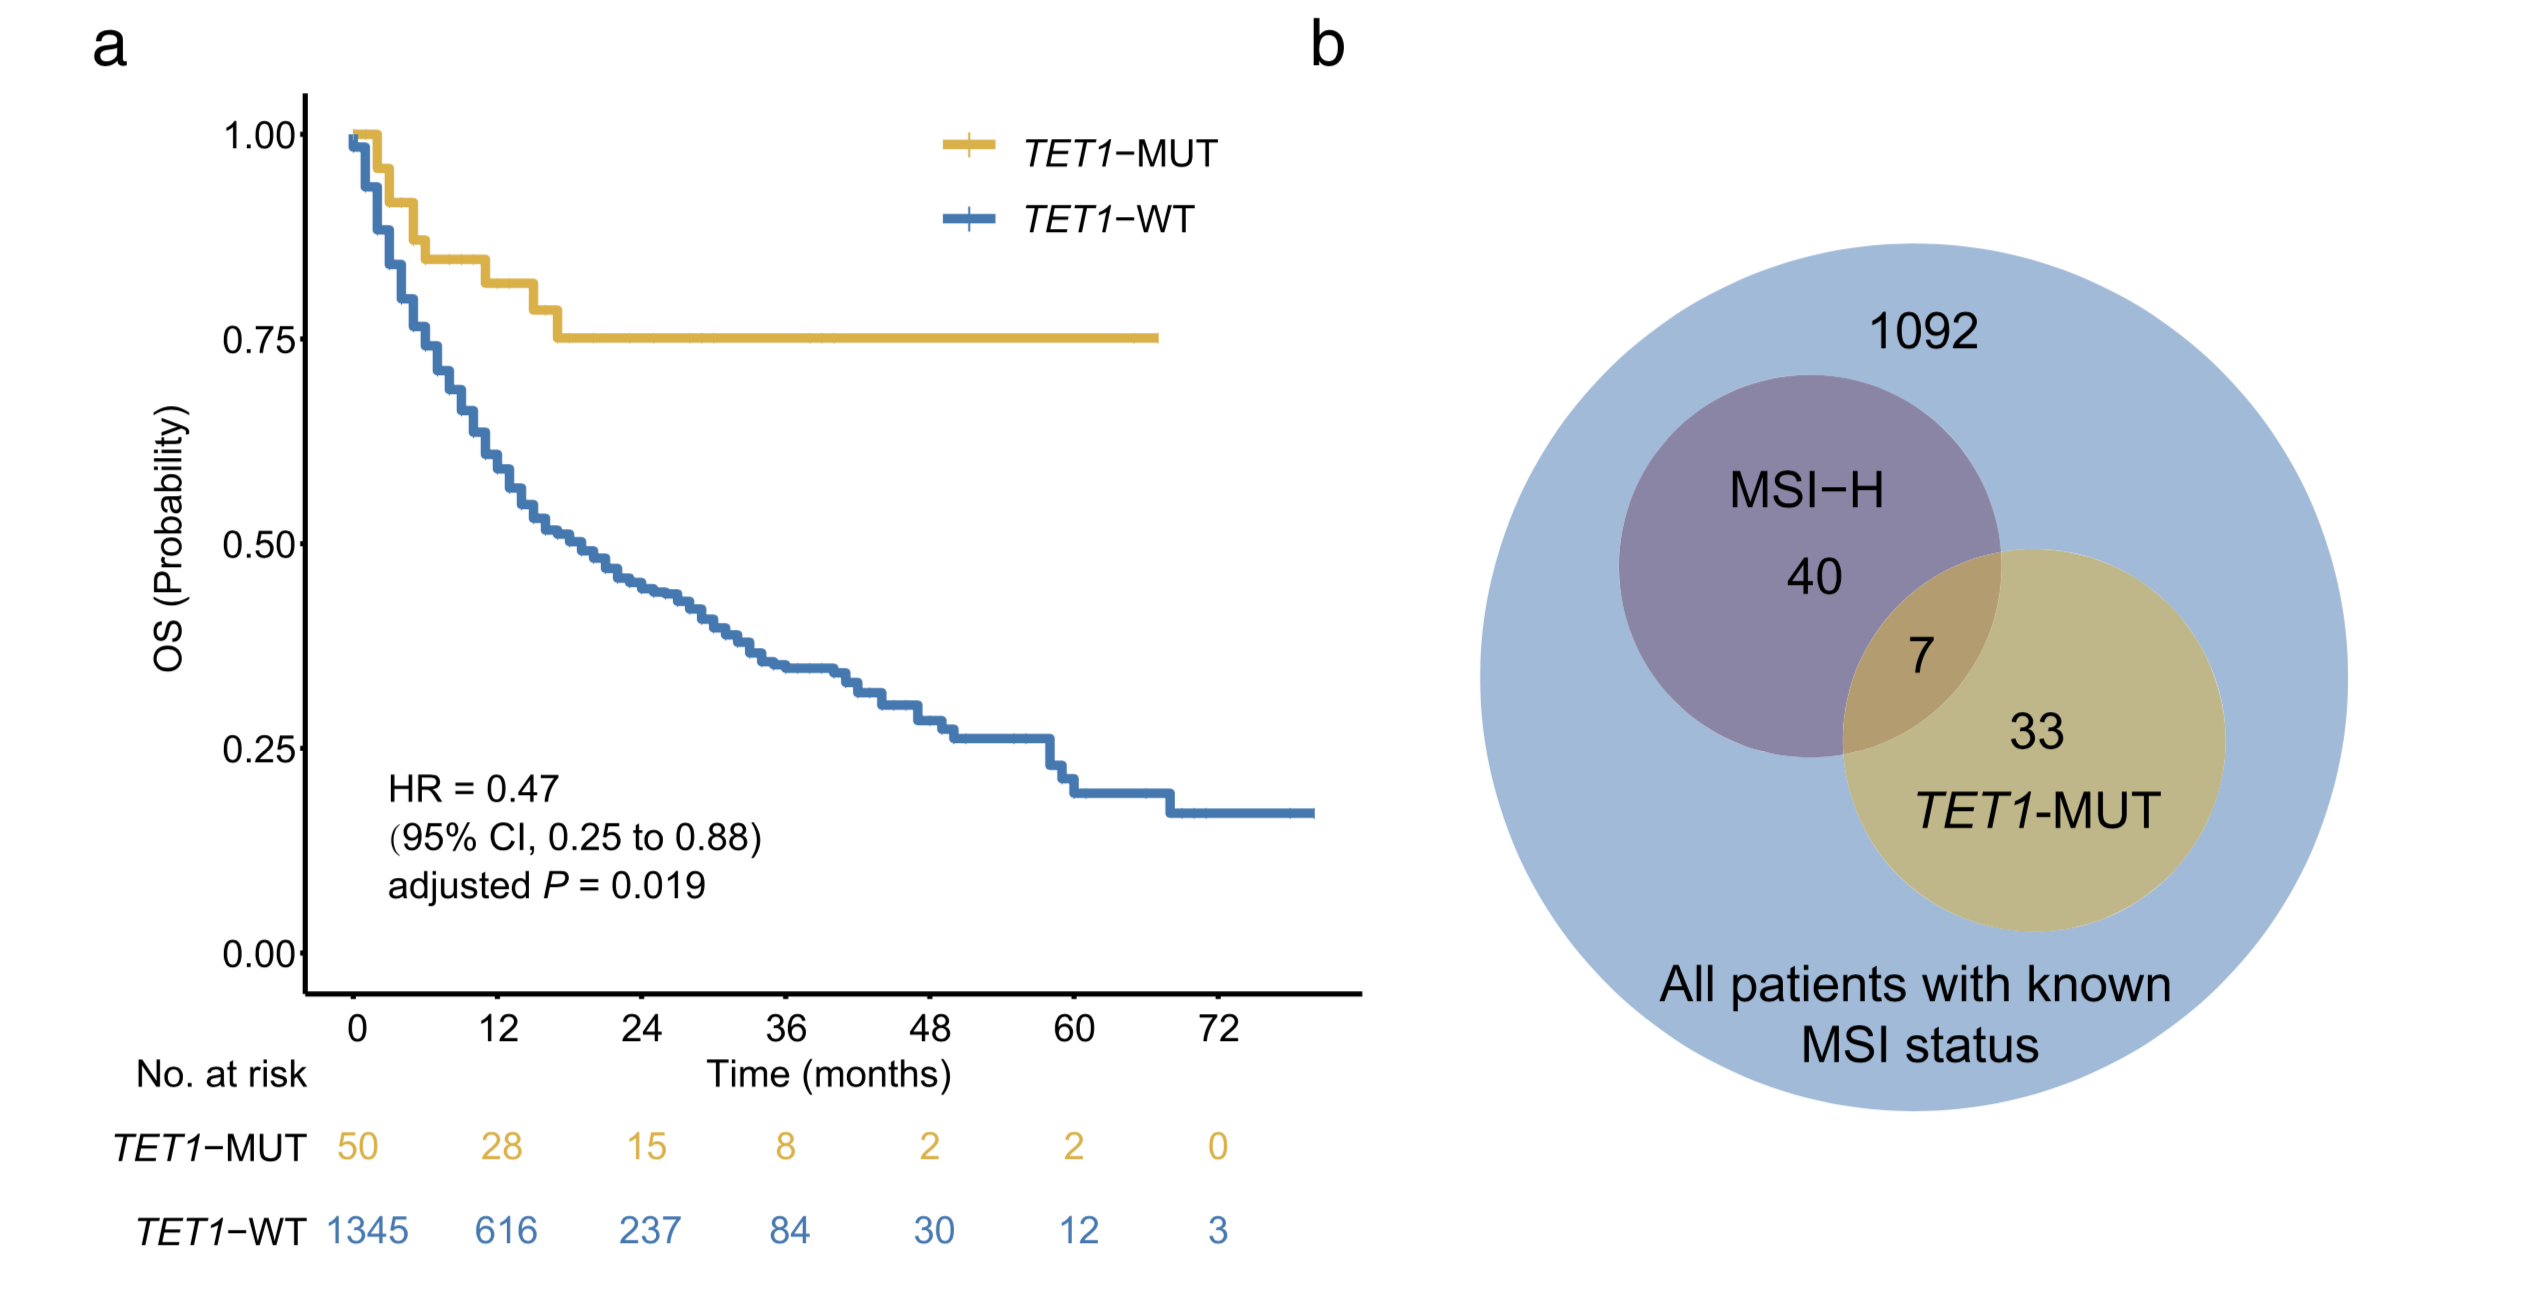 a
1.00
0.75
0.50
0.25
0.00
OS (Probability)
TET1−MUT
TET1−WT
HR = 0.47
(95% CI, 0.25 to 0.88)
adjusted P = 0.019
0 12 24 36 48 60 72
Time (months)
No. at risk
TET1−MUT 50 28 15 8 2 2 0
TET1−WT 1345 616 237 84 30 12 3
b
1092
MSI−H
40
7
33
TET1-MUT
All patients with known
MSI status